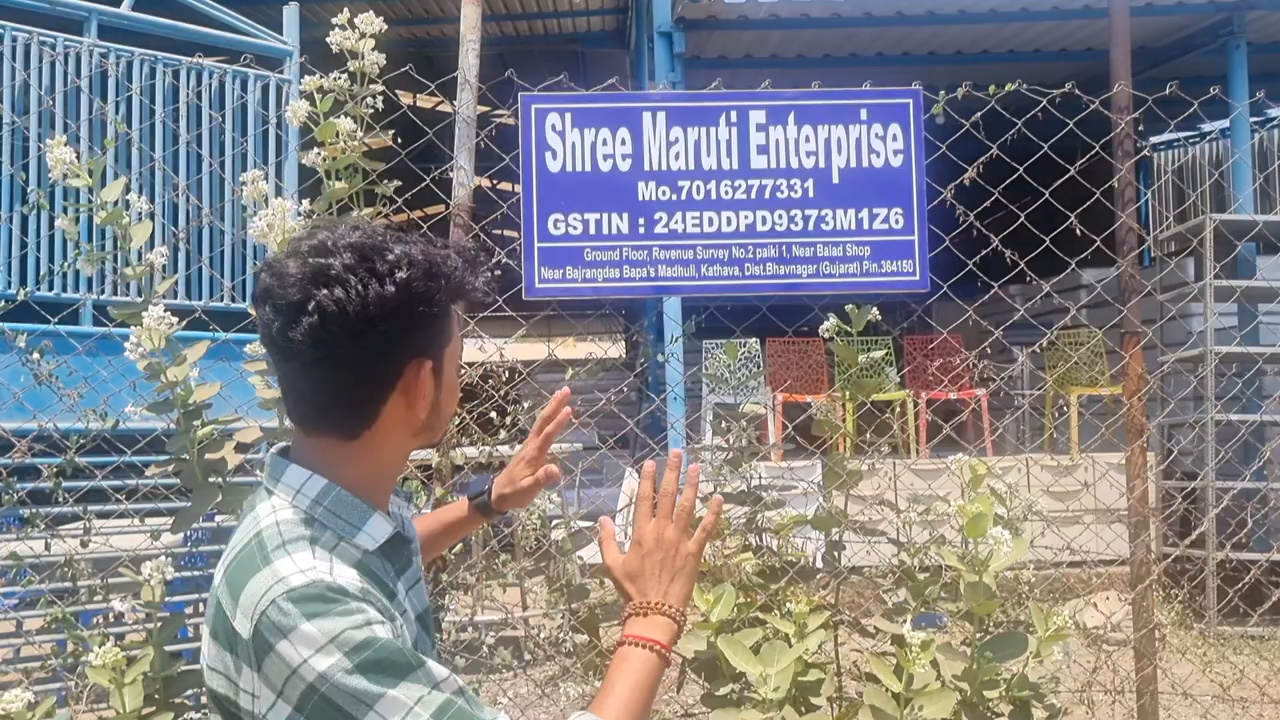 Shree Maruti Enterprise
Mo.7016277331
GSTIN : 24EDDPD9373M1Z6
Ground Floor, Revenue Survey No.2 paiki 1, Near Balad Shop
Near Bajrangdas Bapa's Madhuli, Kathava, Dist.Bhavnagar (Gujarat) Pin.364150